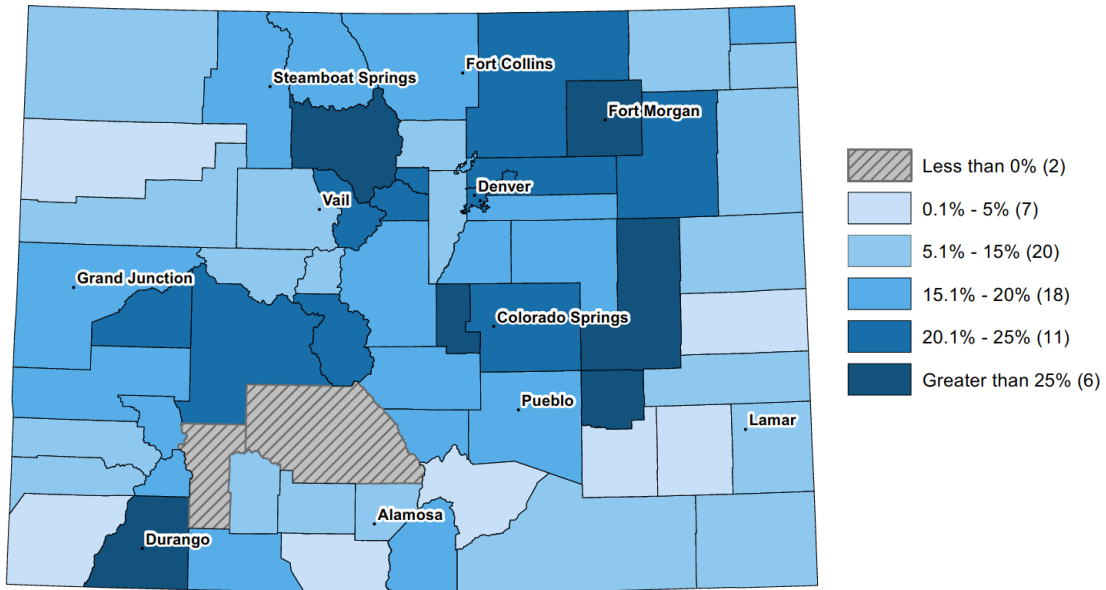 Fort Collins
Steamboat Springs
Fort Morgan
Denver
Vail
Grand Junction
Colorado Springs
Pueblo
Lamar
Alamosa
Durango
Less than 0% (2)
0.1% - 5% (7)
5.1% - 15% (20)
15.1% - 20% (18)
20.1% - 25% (11)
Greater than 25% (6)